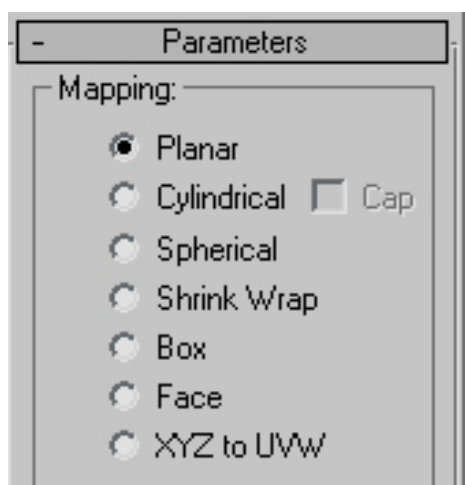 - Parameters
Mapping:
Planar
Cylindrical Cap
Spherical
Shrink Wrap
Box
Face
XYZ to UVW